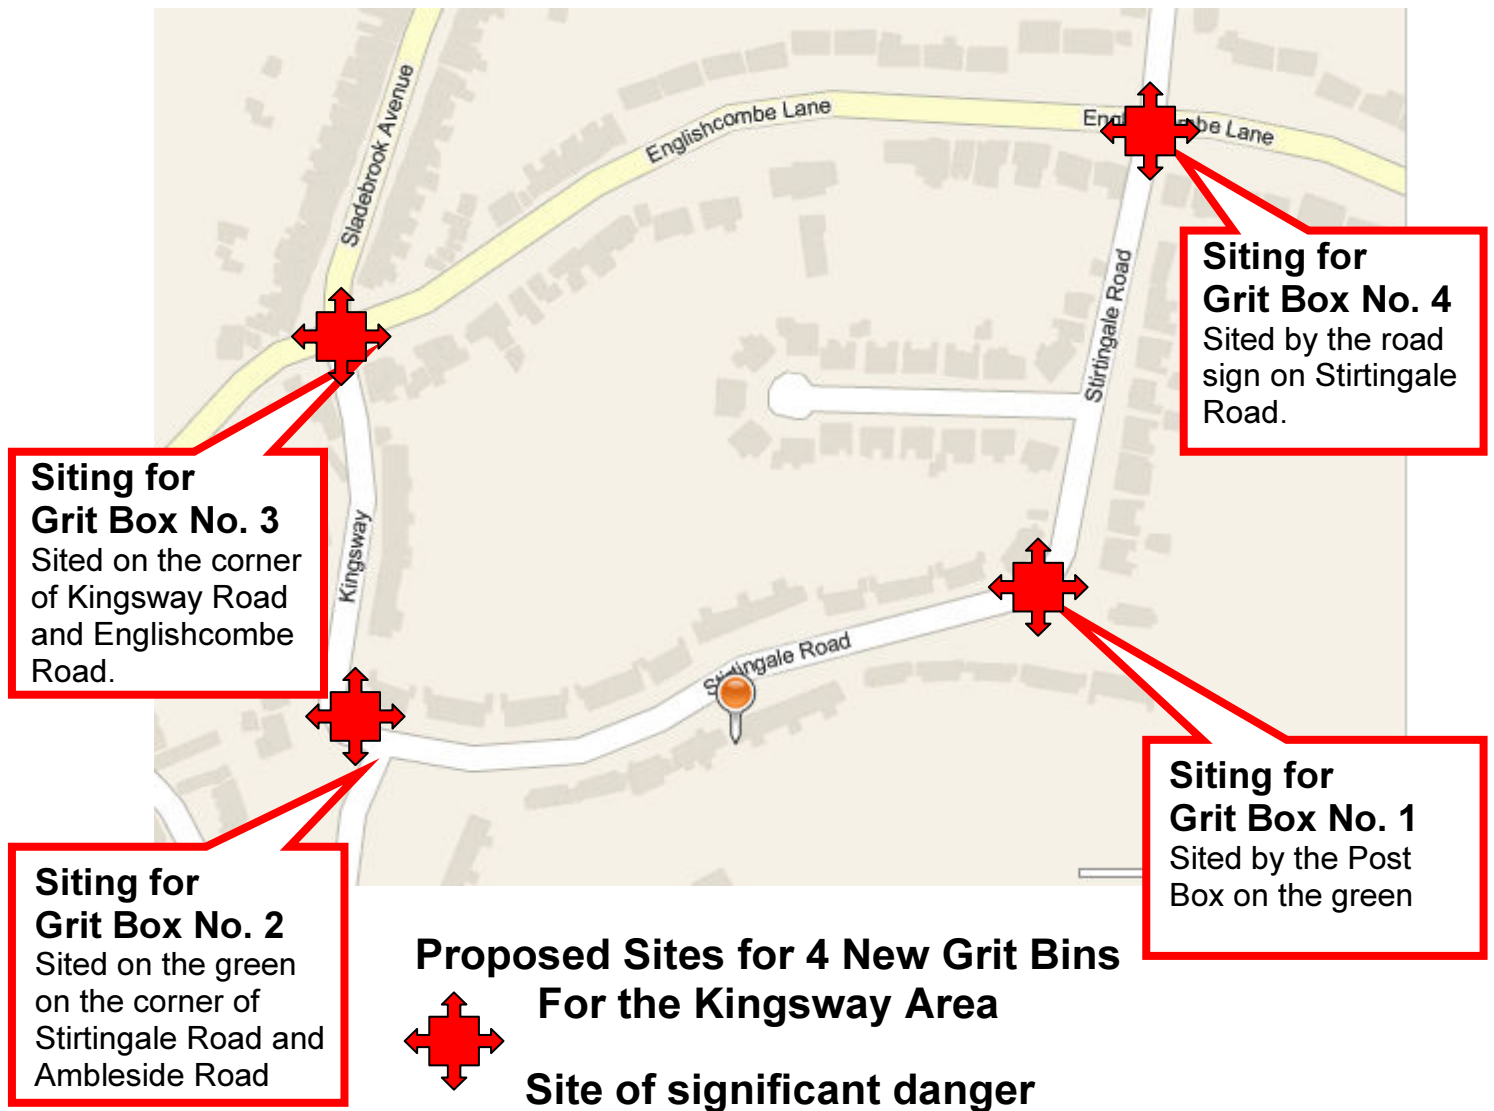 Sladebrook Avenue
Englishcombe Lane
Be Lane
Stirtingale Road
Siting for
Grit Box No. 4
Sited by the road
sign on Stirtingale
Road.
Siting for
Grit Box No. 3
Sited on the corner
of Kingsway Road
and Englishcombe
Road.
Kingsway
Stirtingale Road
Siting for
Grit Box No. 1
Sited by the Post
Box on the green
Siting for
Grit Box No. 2
Sited on the green
on the corner of
Stirtingale Road and
Ambleside Road
Proposed Sites for 4 New Grit Bins
For the Kingsway Area
Site of significant danger